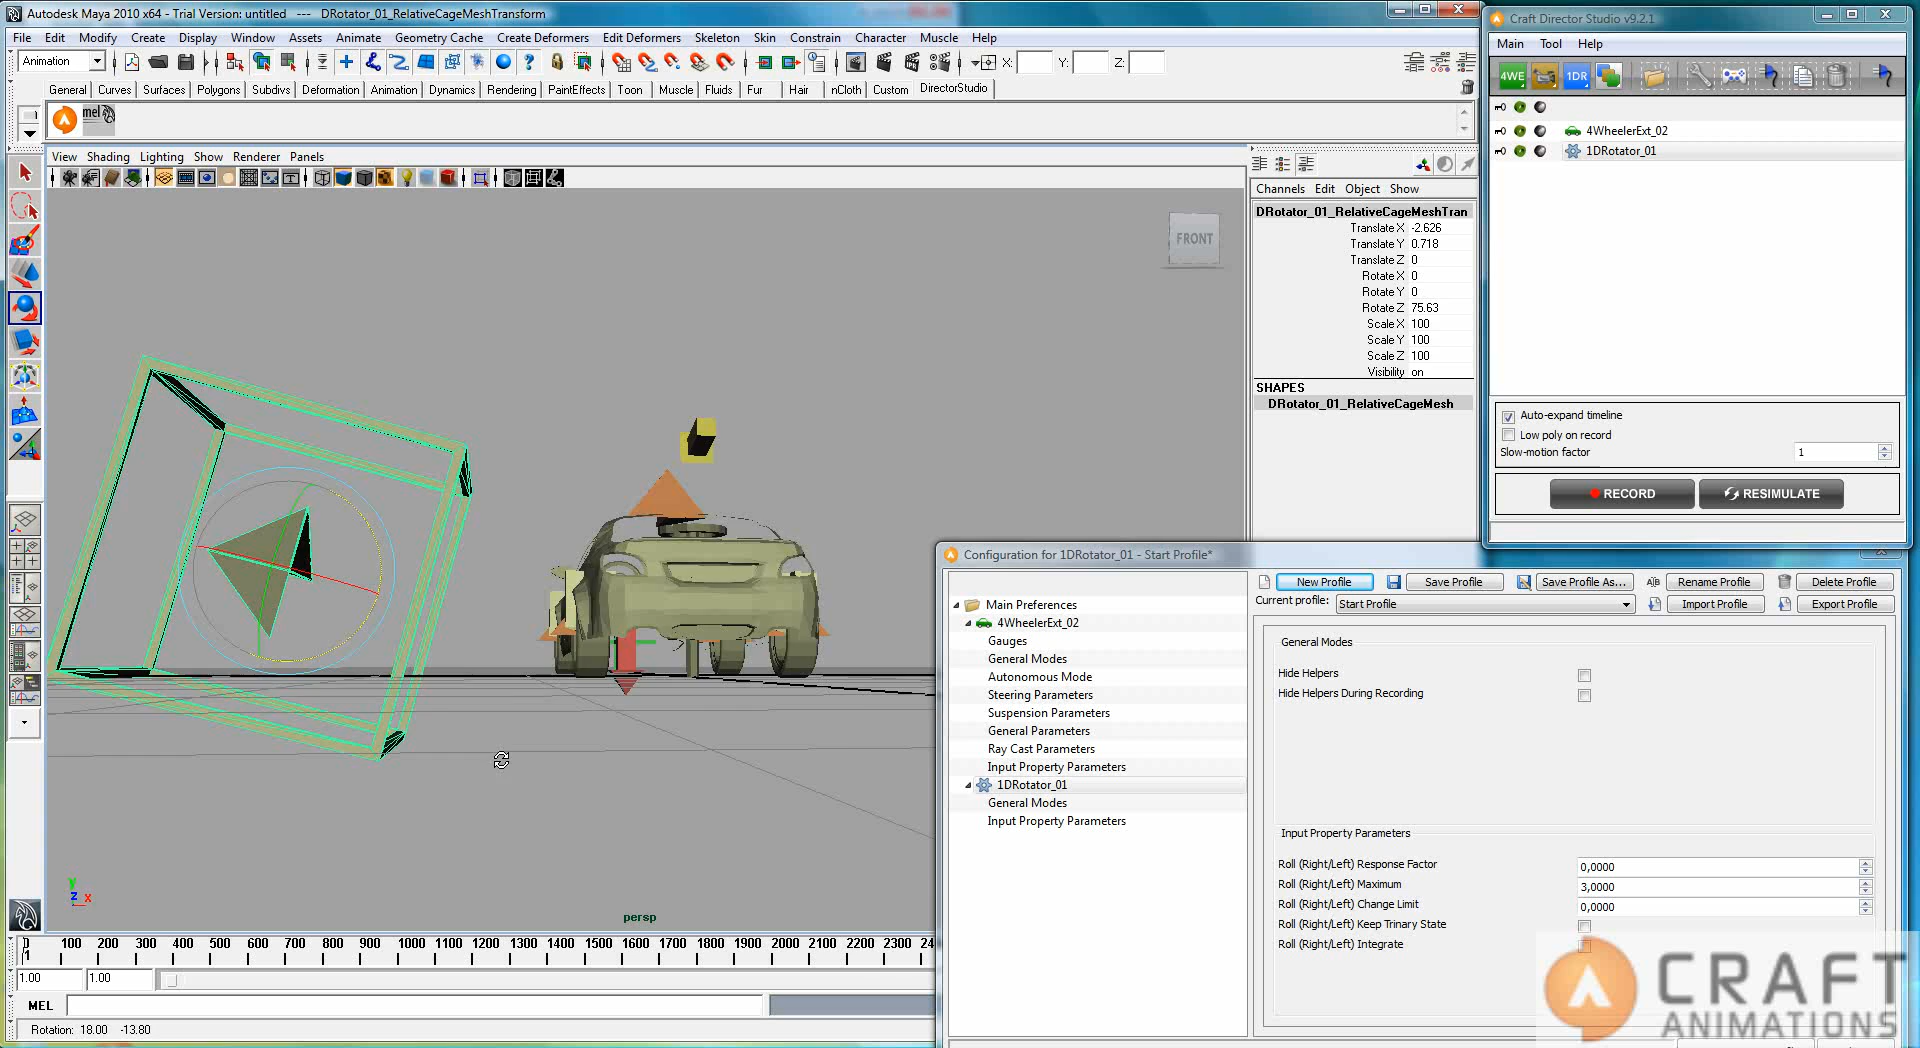 Autodesk Maya 2010 x64 - Trial Version: untitled   ---   DRotator_01_RelativeCageMeshTransform
File Edit Modify Create Display Window Assets Animate Geometry Cache Create Deformers Edit Deformers Skeleton Skin Constrain Character Muscle Help
Animation X: Y: Z:
General Curves Surfaces Polygons Subdivs Deformation Animation Dynamics Rendering PaintEffects Toon Muscle Fluids Fur Hair nCloth Custom DirectorStudio
mel
View Shading Lighting Show Renderer Panels
FRONT
persp
y
z x
Channels Edit Object Show
DRotator_01_RelativeCageMeshTran
Translate X -2.626
Translate Y 0.718
Translate Z 0
Rotate X 0
Rotate Y 0
Rotate Z 75.63
Scale X 100
Scale Y 100
Scale Z 100
Visibility on
SHAPES
DRotator_01_RelativeCageMesh
Craft Director Studio v9.2.1
Main Tool Help
4WE 1DR
4WheelerExt_02
1DRotator_01
Auto-expand timeline
Low poly on record
Slow-motion factor 1
RECORD RESIMULATE
Configuration for 1DRotator_01 - Start Profile*
New Profile Save Profile Save Profile As... Rename Profile Delete Profile
Current profile: Start Profile Import Profile Export Profile
Main Preferences
4WheelerExt_02
Gauges
General Modes
Autonomous Mode
Steering Parameters
Suspension Parameters
General Parameters
Ray Cast Parameters
Input Property Parameters
1DRotator_01
General Modes
Input Property Parameters
General Modes
Hide Helpers
Hide Helpers During Recording
Input Property Parameters
Roll (Right/Left) Response Factor 0,0000
Roll (Right/Left) Maximum 3,0000
Roll (Right/Left) Change Limit 0,0000
Roll (Right/Left) Keep Trinary State
Roll (Right/Left) Integrate
100 200 300 400 500 600 700 800 900 1000 1100 1200 1300 1400 1500 1600 1700 1800 1900 2000 2100 2200 2300
1
1.00 1.00
MEL
Rotation: 18.00 -13.80
CRAFT
ANIMATIONS